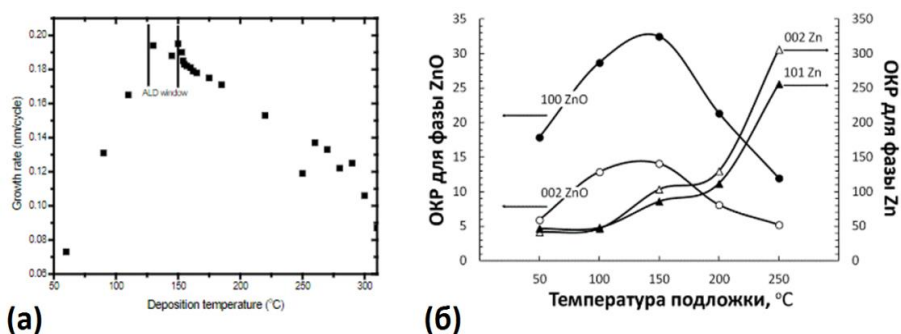 Growth rate (nm/cycle)
0.20
0.18
0.16
0.14
0.12
0.10
0.08
0.06
ALD window
50 100 150 200 250 300
Deposition temperature (°C)
(а)
ОКР для фазы ZnO
35
30
25
20
15
10
5
0
100 ZnO
002 ZnO
002 Zn
101 Zn
350
300
250
200
150
100
50
0
ОКР для фазы Zn
50 100 150 200 250
Температура подложки, °C
(б)